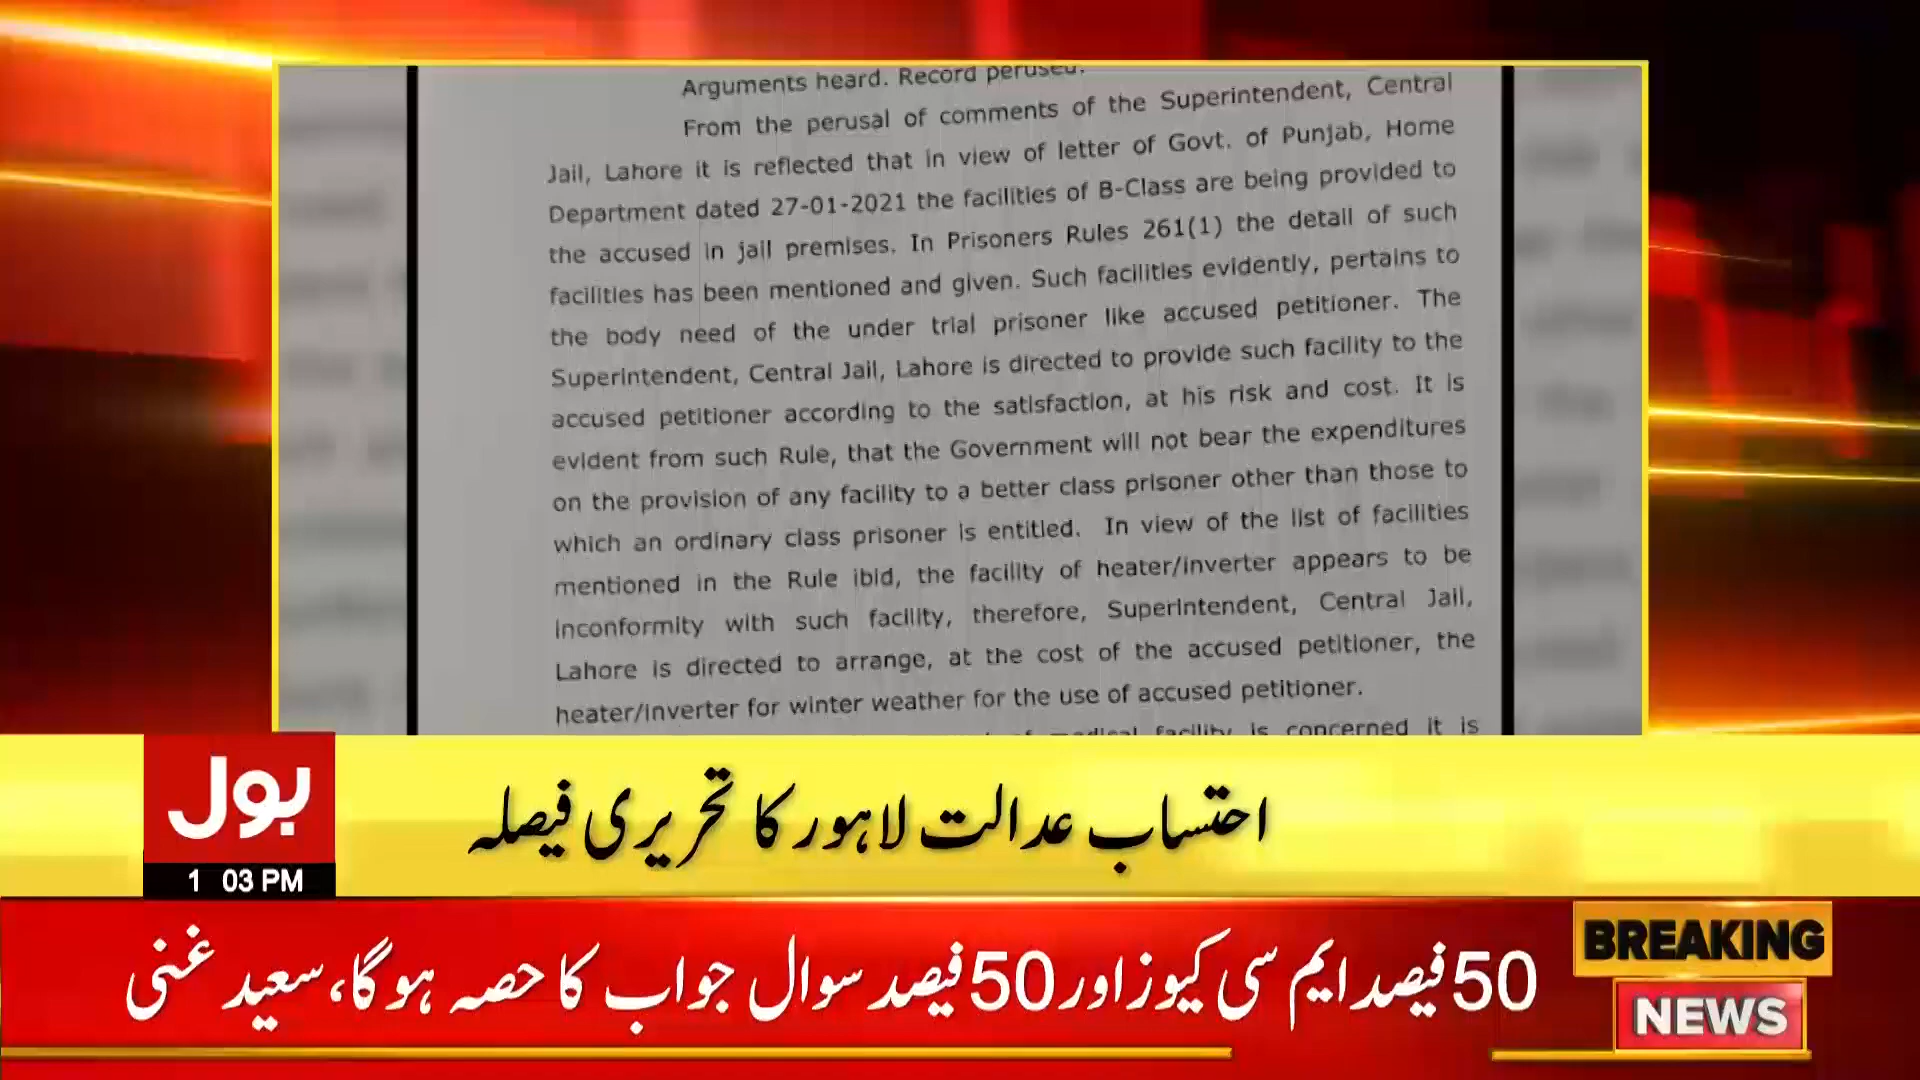 Arguments heard. Record perused.
From the perusal of comments of the Superintendent, Central
Jail, Lahore it is reflected that in view of letter of Govt. of Punjab, Home
Department dated 27-01-2021 the facilities of B-Class are being provided to
the accused in jail premises. In Prisoners Rules 261(1) the detail of such
facilities has been mentioned and given. Such facilities evidently, pertains to
the body need of the under trial prisoner like accused petitioner. The
Superintendent, Central Jail, Lahore is directed to provide such facility to the
accused petitioner according to the satisfaction, at his risk and cost. It is
evident from such Rule, that the Government will not bear the expenditures
on the provision of any facility to a better class prisoner other than those to
which an ordinary class prisoner is entitled. In view of the list of facilities
mentioned in the Rule ibid, the facility of heater/inverter appears to be
inconformity with such facility, therefore, Superintendent, Central Jail,
Lahore is directed to arrange, at the cost of the accused petitioner, the
heater/inverter for winter weather for the use of accused petitioner.
medical facility is concerned it is
بول
1 03 PM
احتساب عدالت لاہور کا تحریری فیصلہ
50فیصد ایم سی کیوز اور 50فیصد سوال جواب کا حصہ ہوگا، سعید غنی
BREAKING
NEWS